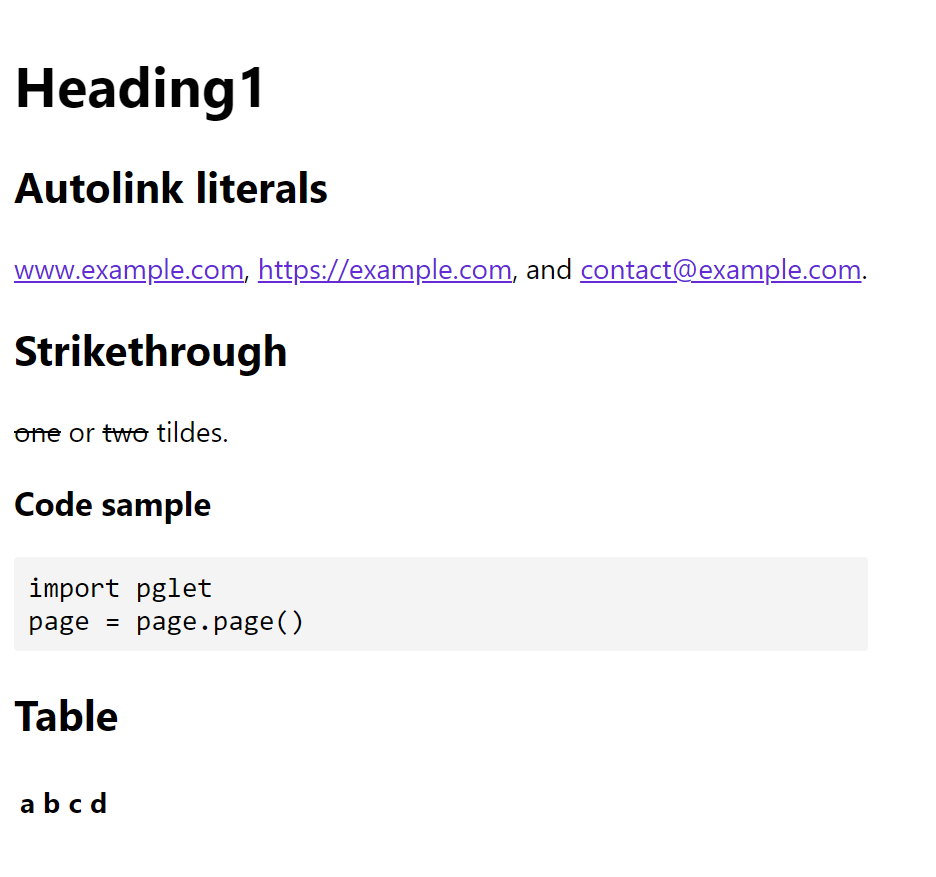 Heading1
Autolink literals
www.example.com, https://example.com, and contact@example.com.
Strikethrough
one or two tildes.
Code sample
import pglet
page = page.page()
Table
a b c d